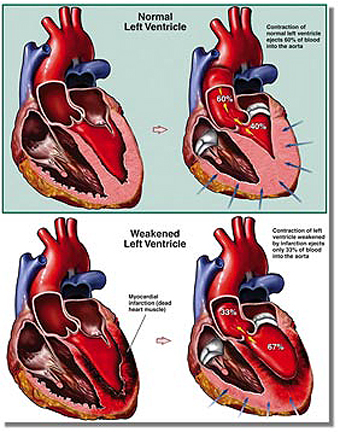 Normal
Left Ventricle
Contraction of
normal left ventricle
ejects 60% of blood
into the aorta
60%
40%
Weakened
Left Ventricle
Contraction of left
ventricle weakened
by infarction ejects
only 33% of blood
into the aorta
Myocardial
infarction (dead
heart muscle)
33%
67%